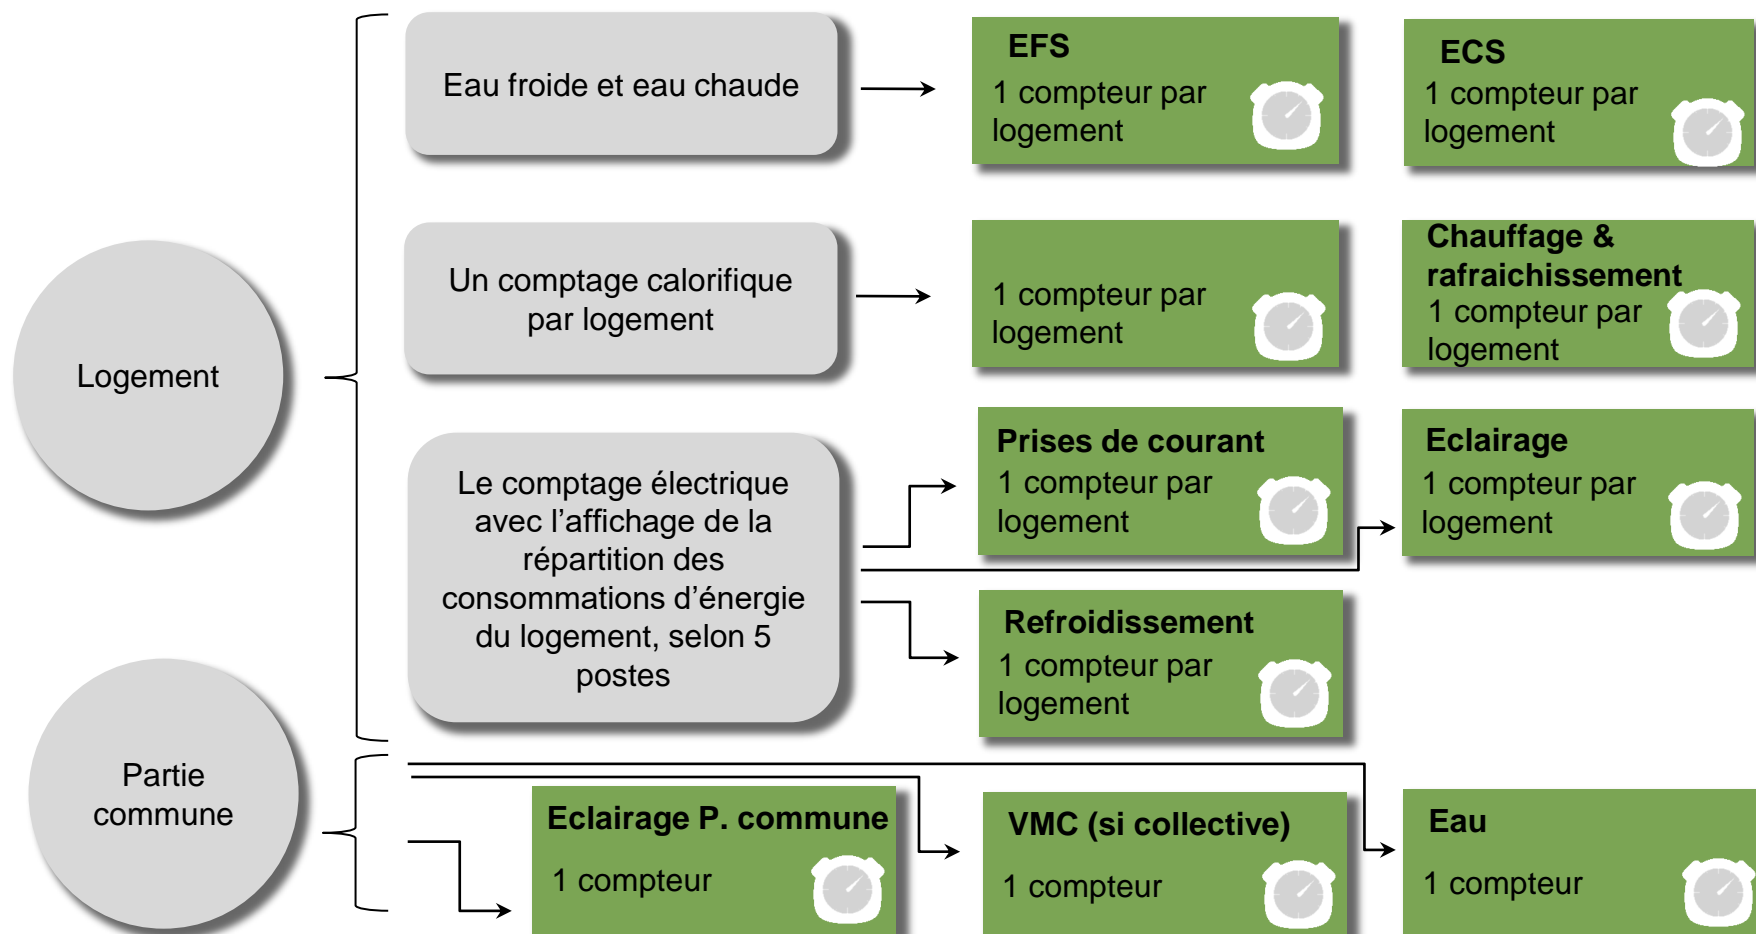 Logement
Eau froide et eau chaude
EFS
1 compteur par
logement
ECS
1 compteur par
logement
Un comptage calorifique
par logement
1 compteur par
logement
Chauffage &
rafraichissement
1 compteur par
logement
Le comptage électrique
avec l’affichage de la
répartition des
consommations d’énergie
du logement, selon 5
postes
Prises de courant
1 compteur par
logement
Eclairage
1 compteur par
logement
Refroidissement
1 compteur par
logement
Partie
commune
Eclairage P. commune
1 compteur
VMC (si collective)
1 compteur
Eau
1 compteur